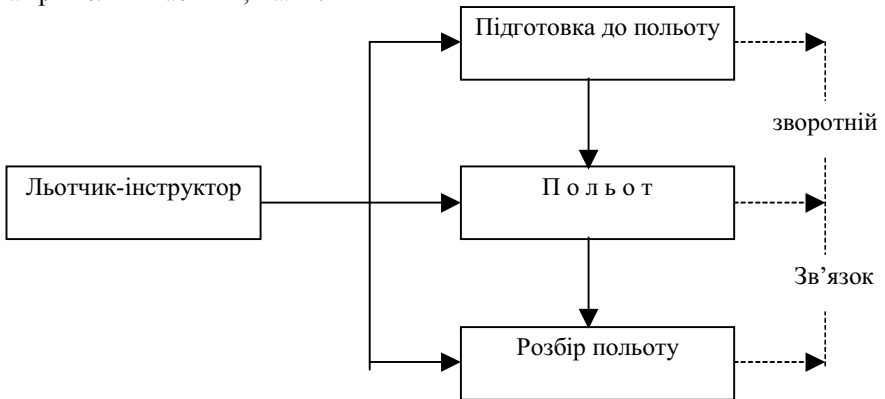 Підготовка до польоту
зворотній
Льотчик-інструктор
П о л ь о т
Зв’язок
Розбір польоту